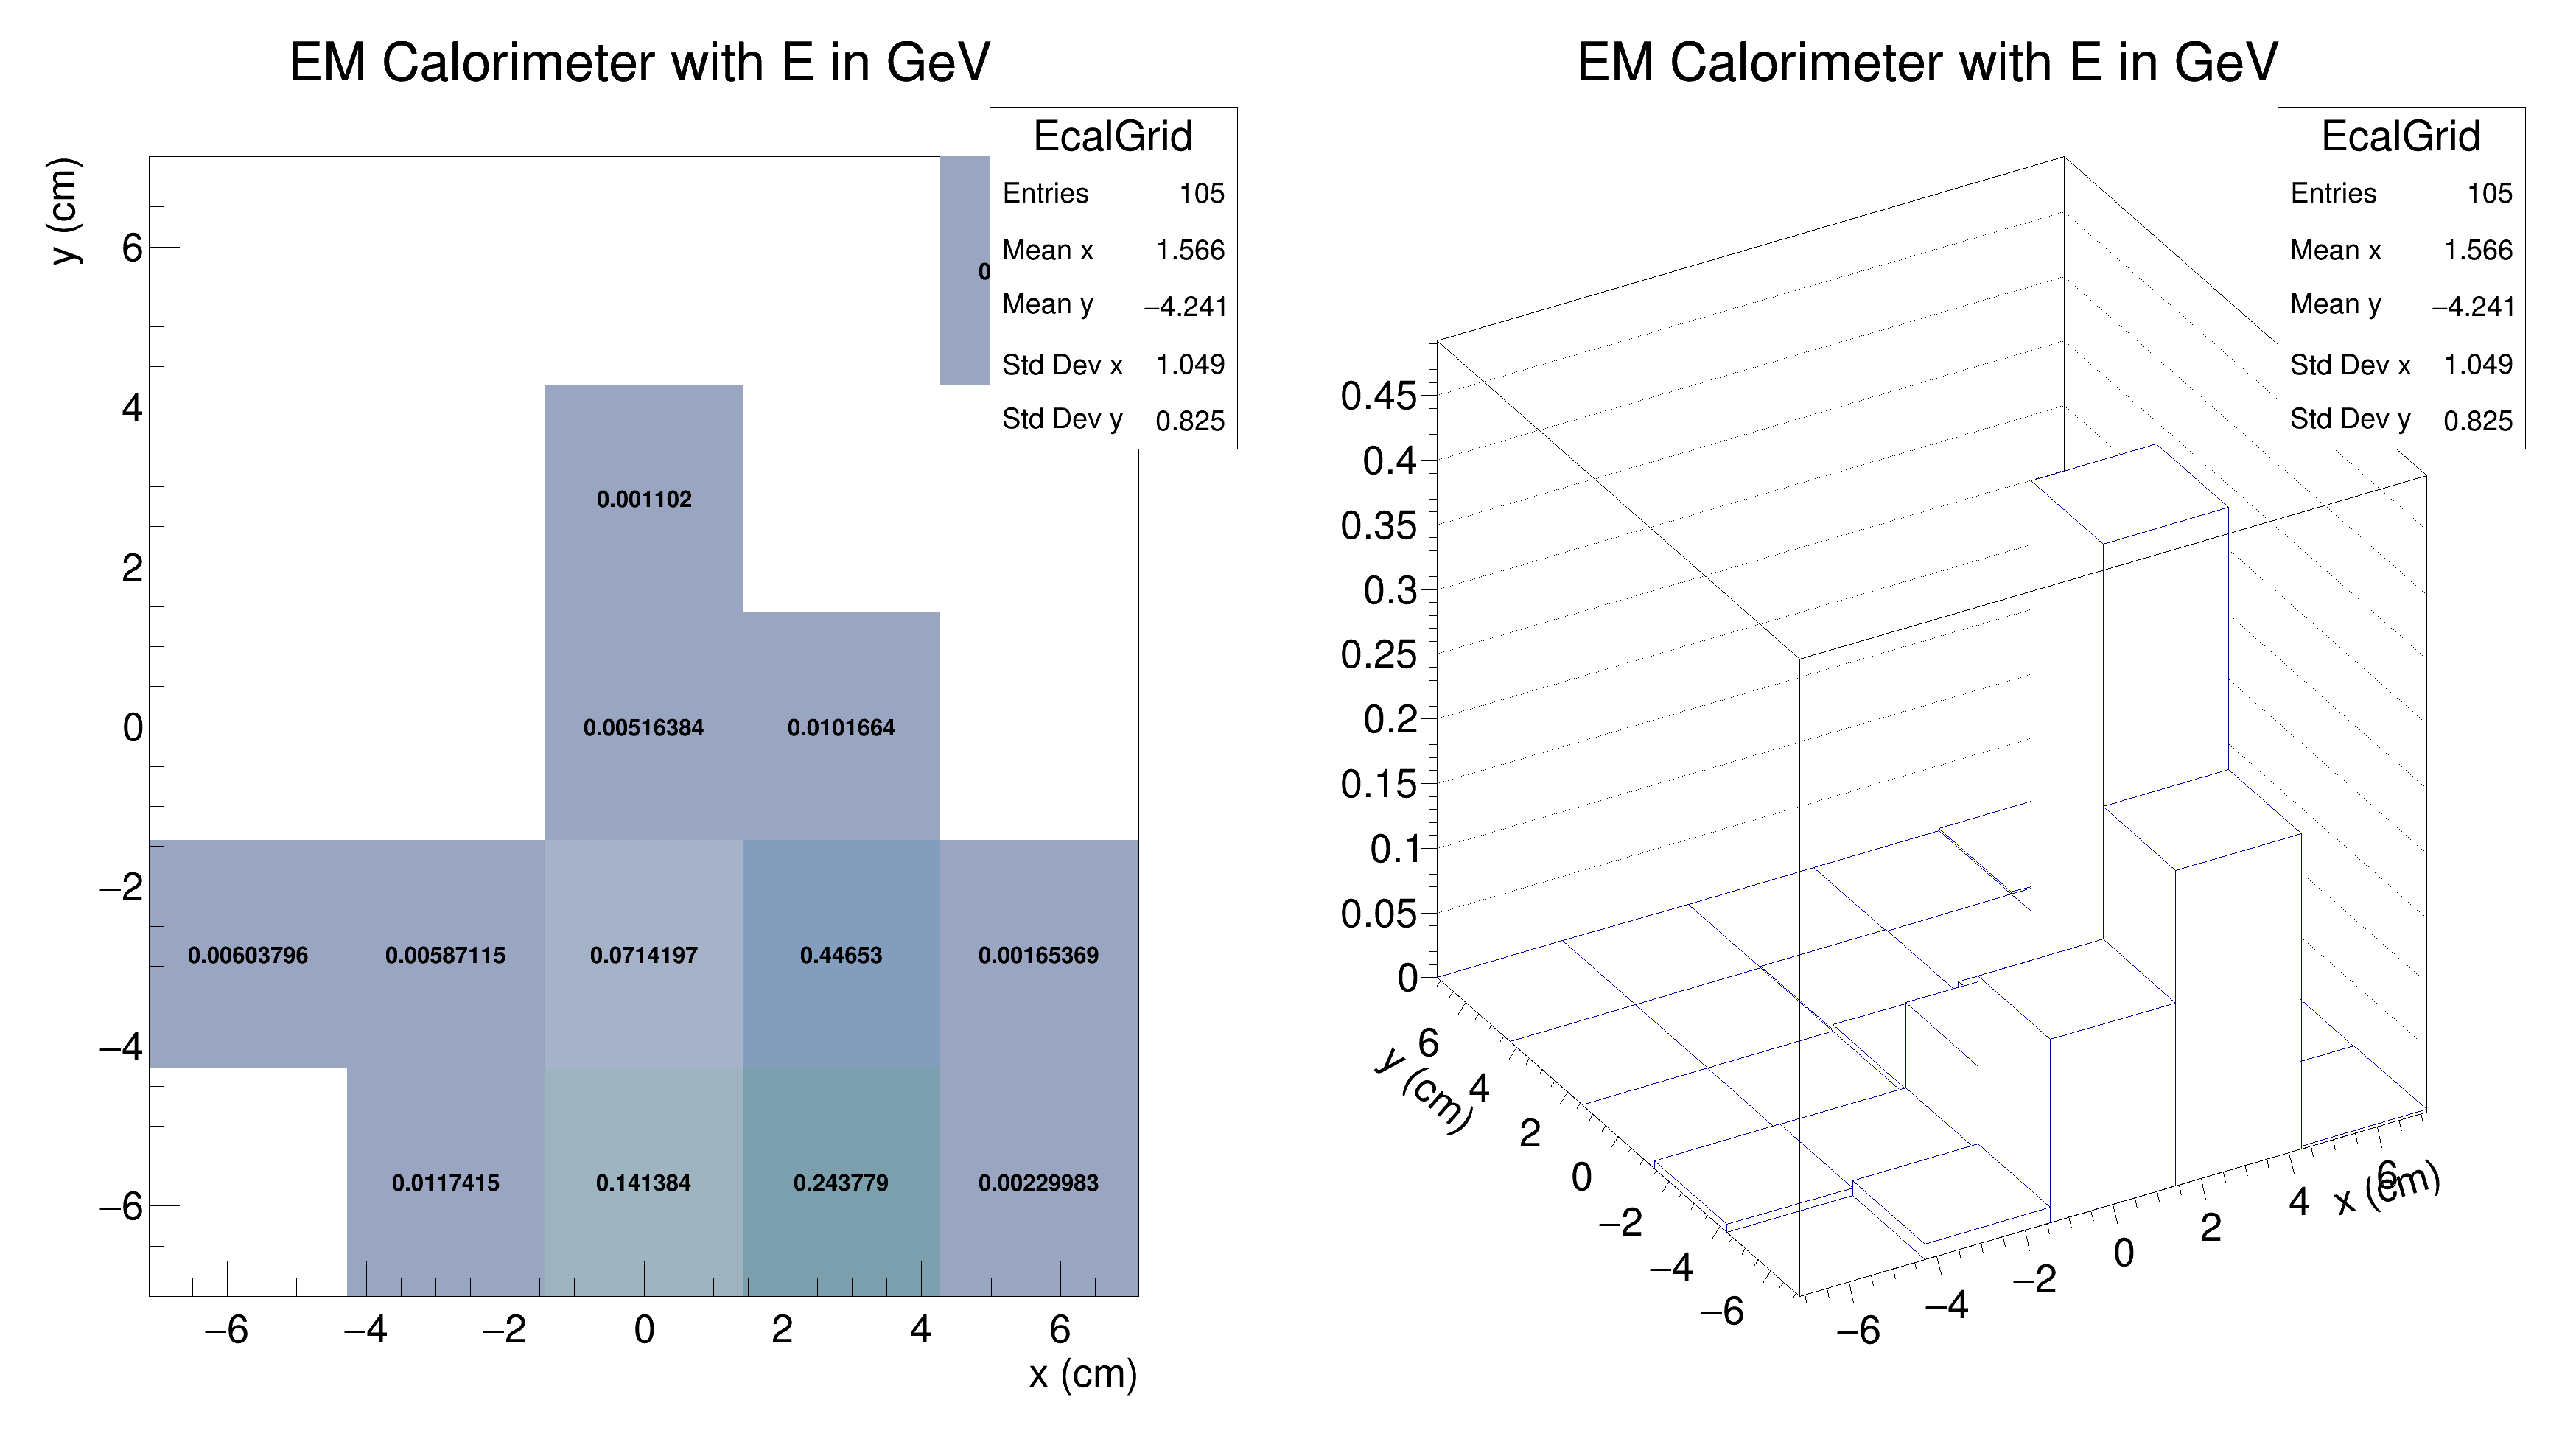 EM Calorimeter with E in GeV
EcalGrid
Entries 105
Mean x 1.566
Mean y −4.241
Std Dev x 1.049
Std Dev y 0.825
y (cm)
6
4
2
0
−2
−4
−6
0
0.001102
0.00516384 0.0101664
0.00603796 0.00587115 0.0714197 0.44653 0.00165369
0.0117415 0.141384 0.243779 0.00229983
−6 −4 −2 0 2 4 6
x (cm)
EM Calorimeter with E in GeV
EcalGrid
Entries 105
Mean x 1.566
Mean y −4.241
Std Dev x 1.049
Std Dev y 0.825
0.45
0.4
0.35
0.3
0.25
0.2
0.15
0.1
0.05
0
6
4
2
0
−2
−4
−6
y (cm)
−6
−4
−2
0
2
4
6
x (cm)